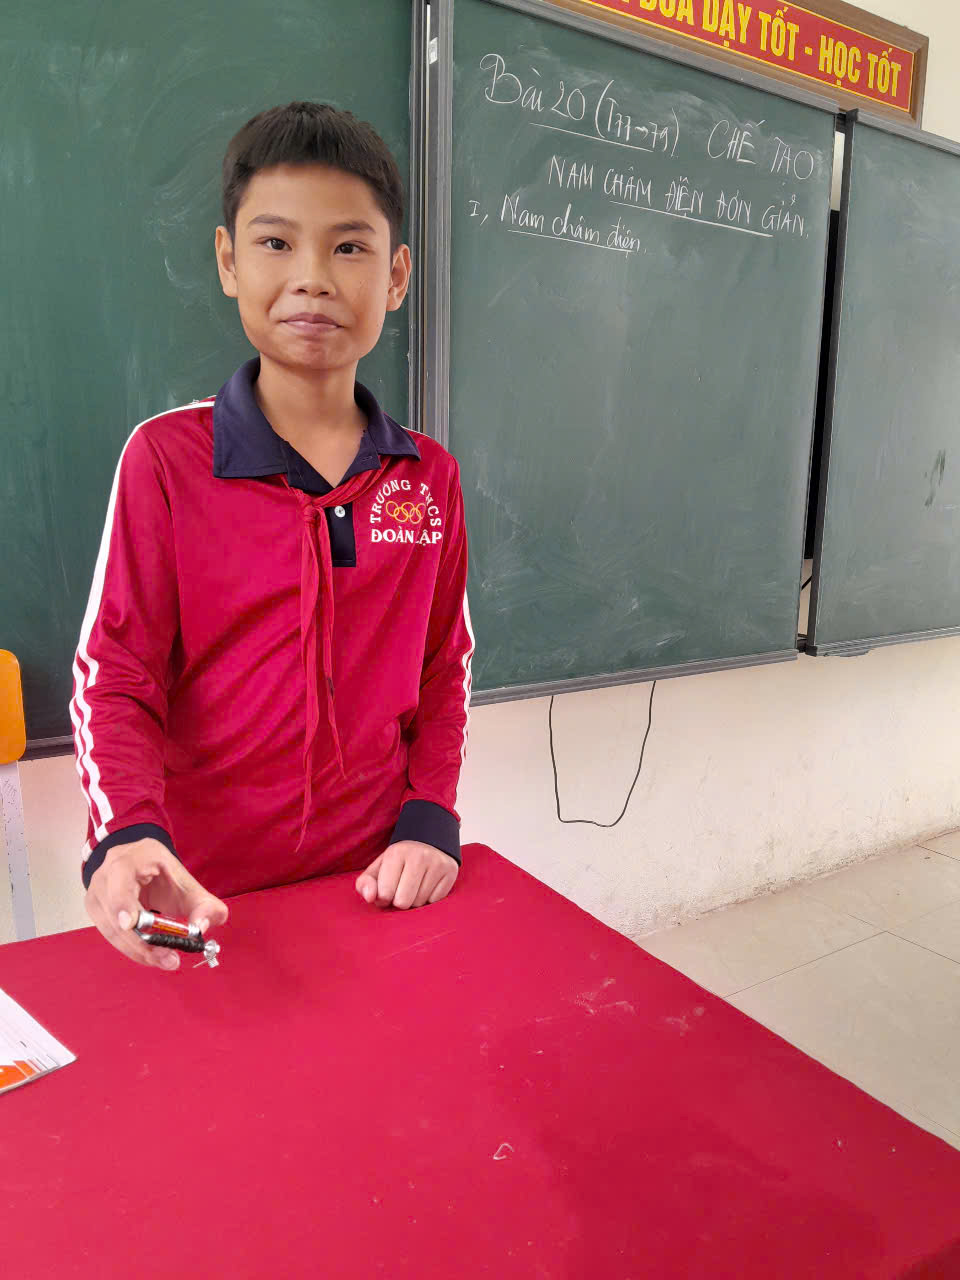 ĐUA DẠY TỐT - HỌC TỐT
Bài 20 (T77→79) CHẾ TẠO
NAM CHÂM ĐIỆN ĐƠN GIẢN.
I, Nam châm điện.
TRƯỜNG THCS
ĐOÀN LẬP